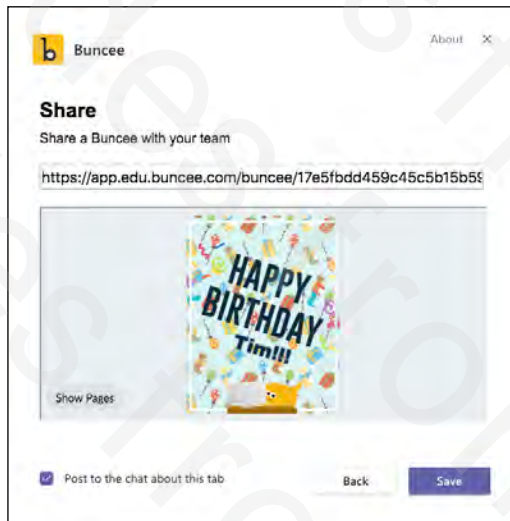 b Buncee
About ×
Share
Share a Buncee with your team
https://app.edu.buncee.com/buncee/17e5fbdd459c45c5b15b59
HAPPY
BIRTHDAY
Tim!!!
Show Pages
Post to the chat about this tab
Back
Save